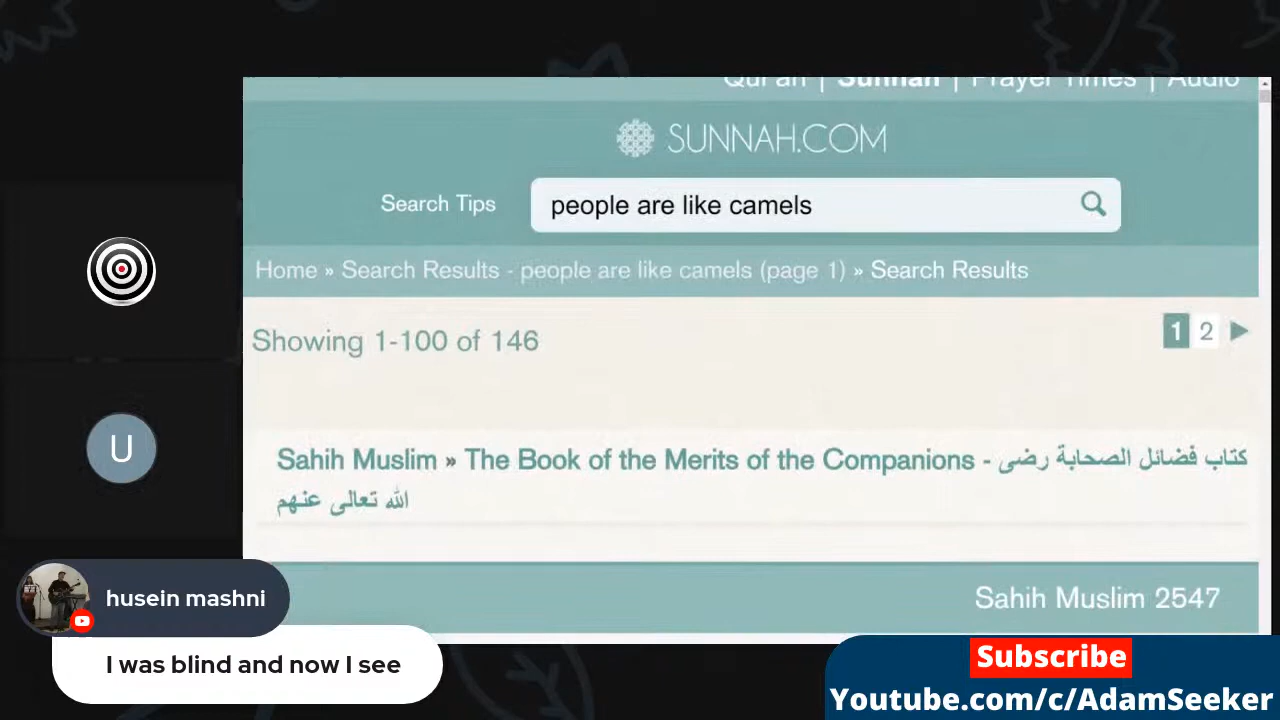 Qur'an | Sunnah | Prayer Times | Audio
SUNNAH.COM
Search Tips people are like camels
Home » Search Results - people are like camels (page 1) » Search Results
Showing 1-100 of 146 1 2
Sahih Muslim » The Book of the Merits of the Companions - كتاب فضائل الصحابة رضى
الله تعالى عنهم
U
husein mashni
Sahih Muslim 2547
I was blind and now I see
Subscribe
Youtube.com/c/AdamSeeker